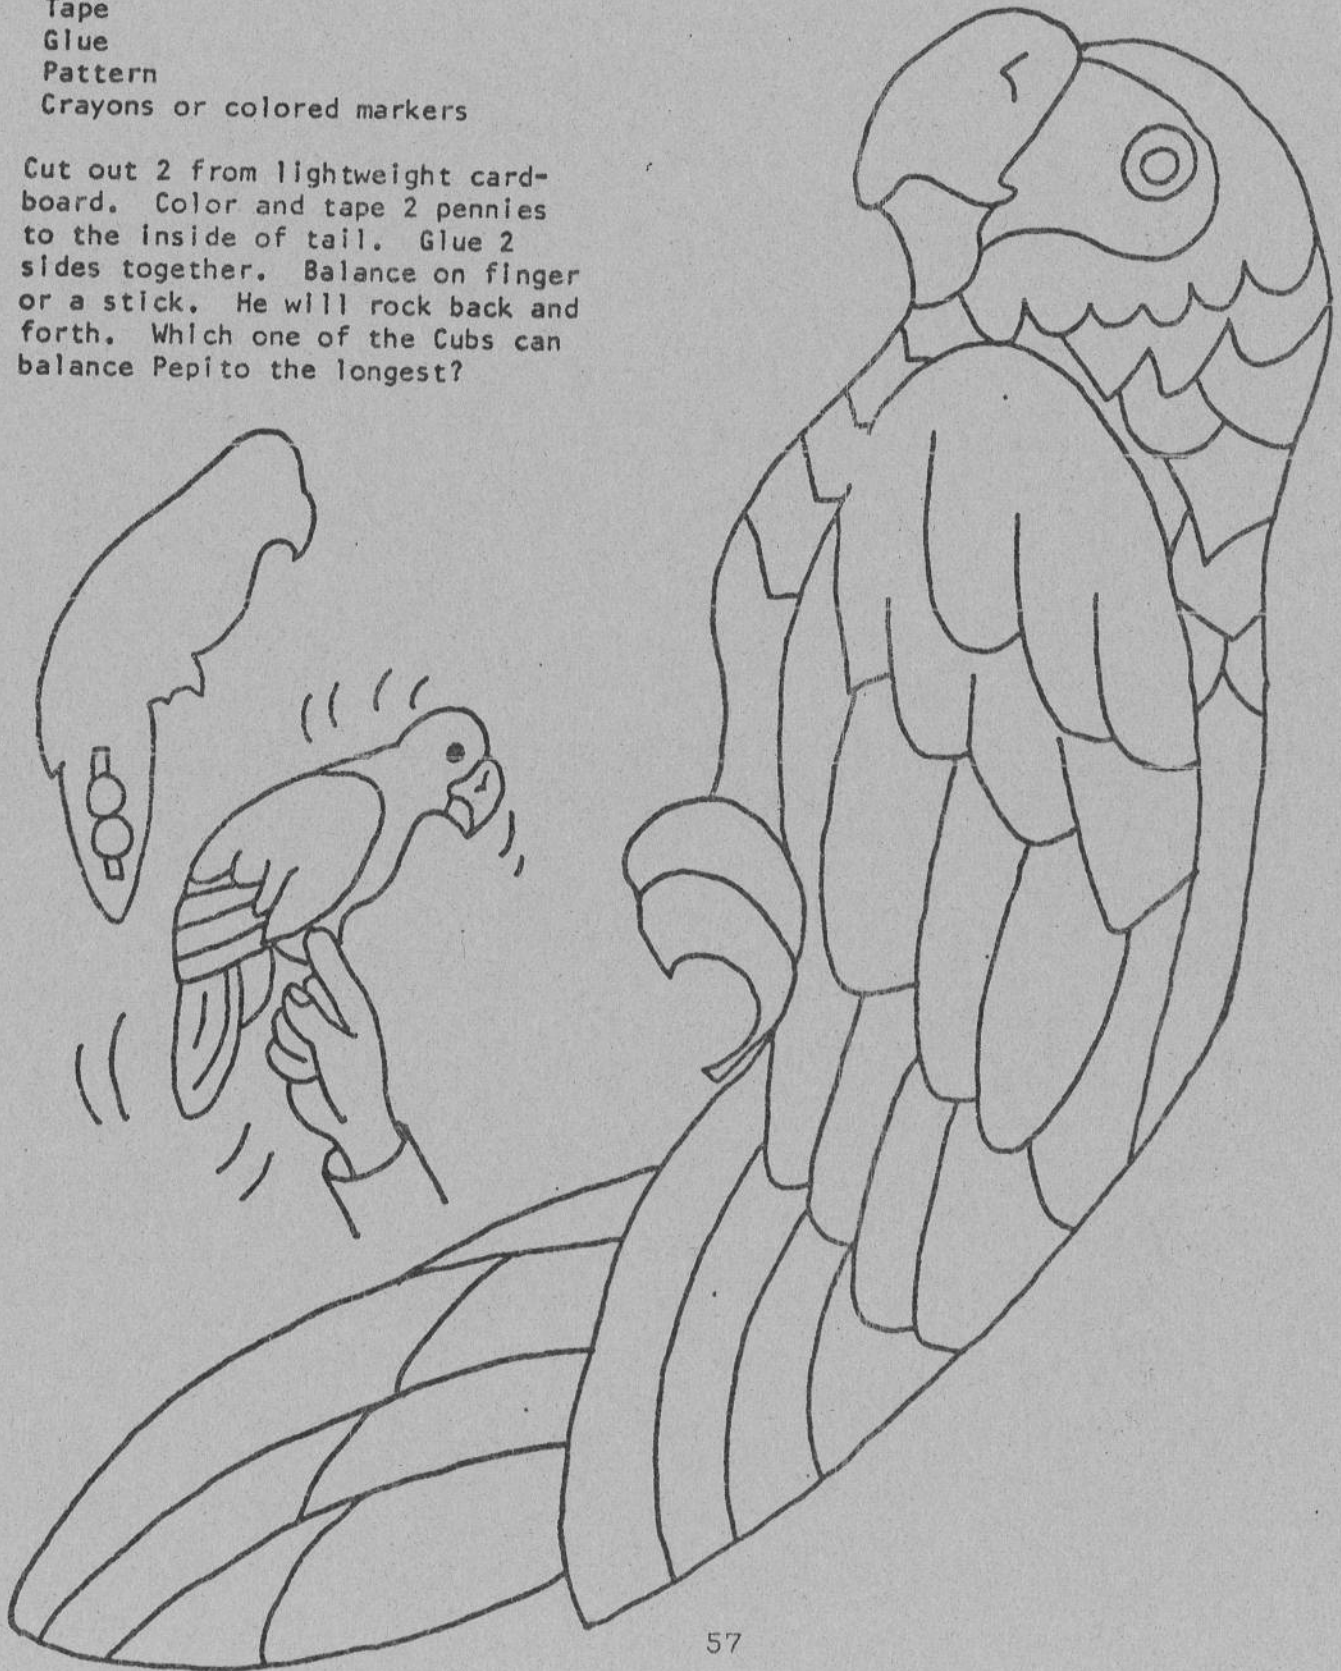 Tape
Glue
Pattern
Crayons or colored markers
Cut out 2 from lightweight card-
board. Color and tape 2 pennies
to the inside of tail. Glue 2
sides together. Balance on finger
or a stick. He will rock back and
forth. Which one of the Cubs can
balance Pepito the longest?
57